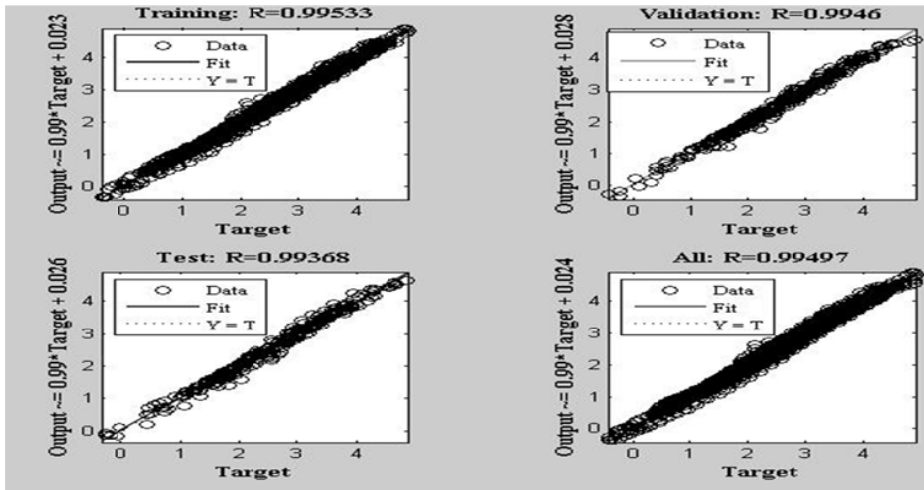 Training: R=0.99533
Output ~= 0.99*Target + 0.023
Data
Fit
Y = T
4
3
2
1
0
0 1 2 3 4
Target
Validation: R=0.9946
Output ~= 0.99*Target + 0.028
Data
Fit
Y = T
4
3
2
1
0
0 1 2 3 4
Target
Test: R=0.99368
Output ~= 0.99*Target + 0.026
Data
Fit
Y = T
4
3
2
1
0
0 1 2 3 4
Target
All: R=0.99497
Output ~= 0.99*Target + 0.024
Data
Fit
Y = T
4
3
2
1
0
0 1 2 3 4
Target